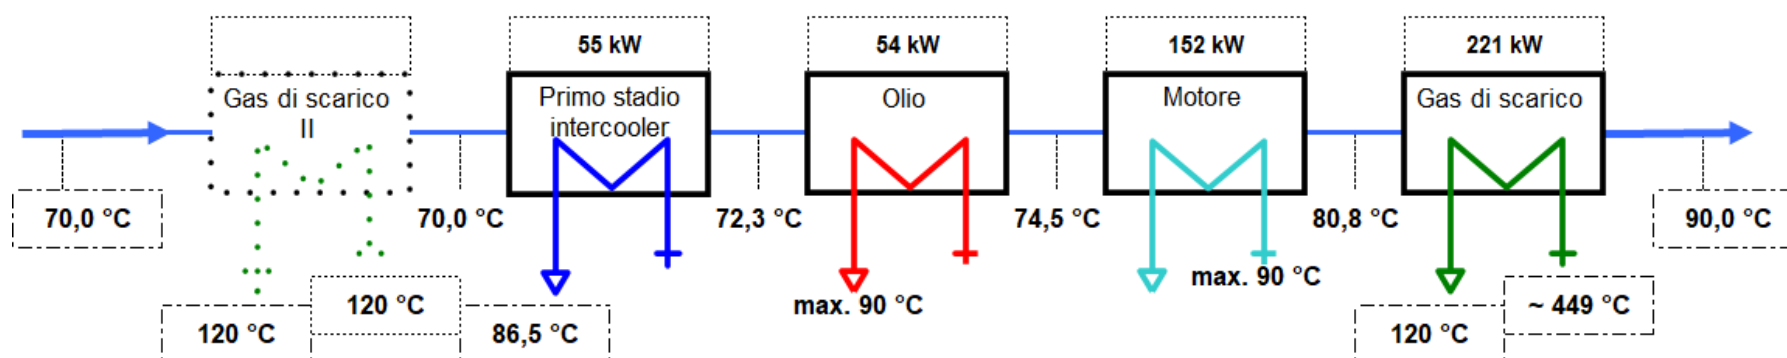 55 kW
54 kW
152 kW
221 kW
Gas di scarico
II
Primo stadio
intercooler
Olio
Motore
Gas di scarico
70,0 °C
70,0 °C
72,3 °C
74,5 °C
80,8 °C
90,0 °C
120 °C
120 °C
86,5 °C
max. 90 °C
max. 90 °C
120 °C
~ 449 °C